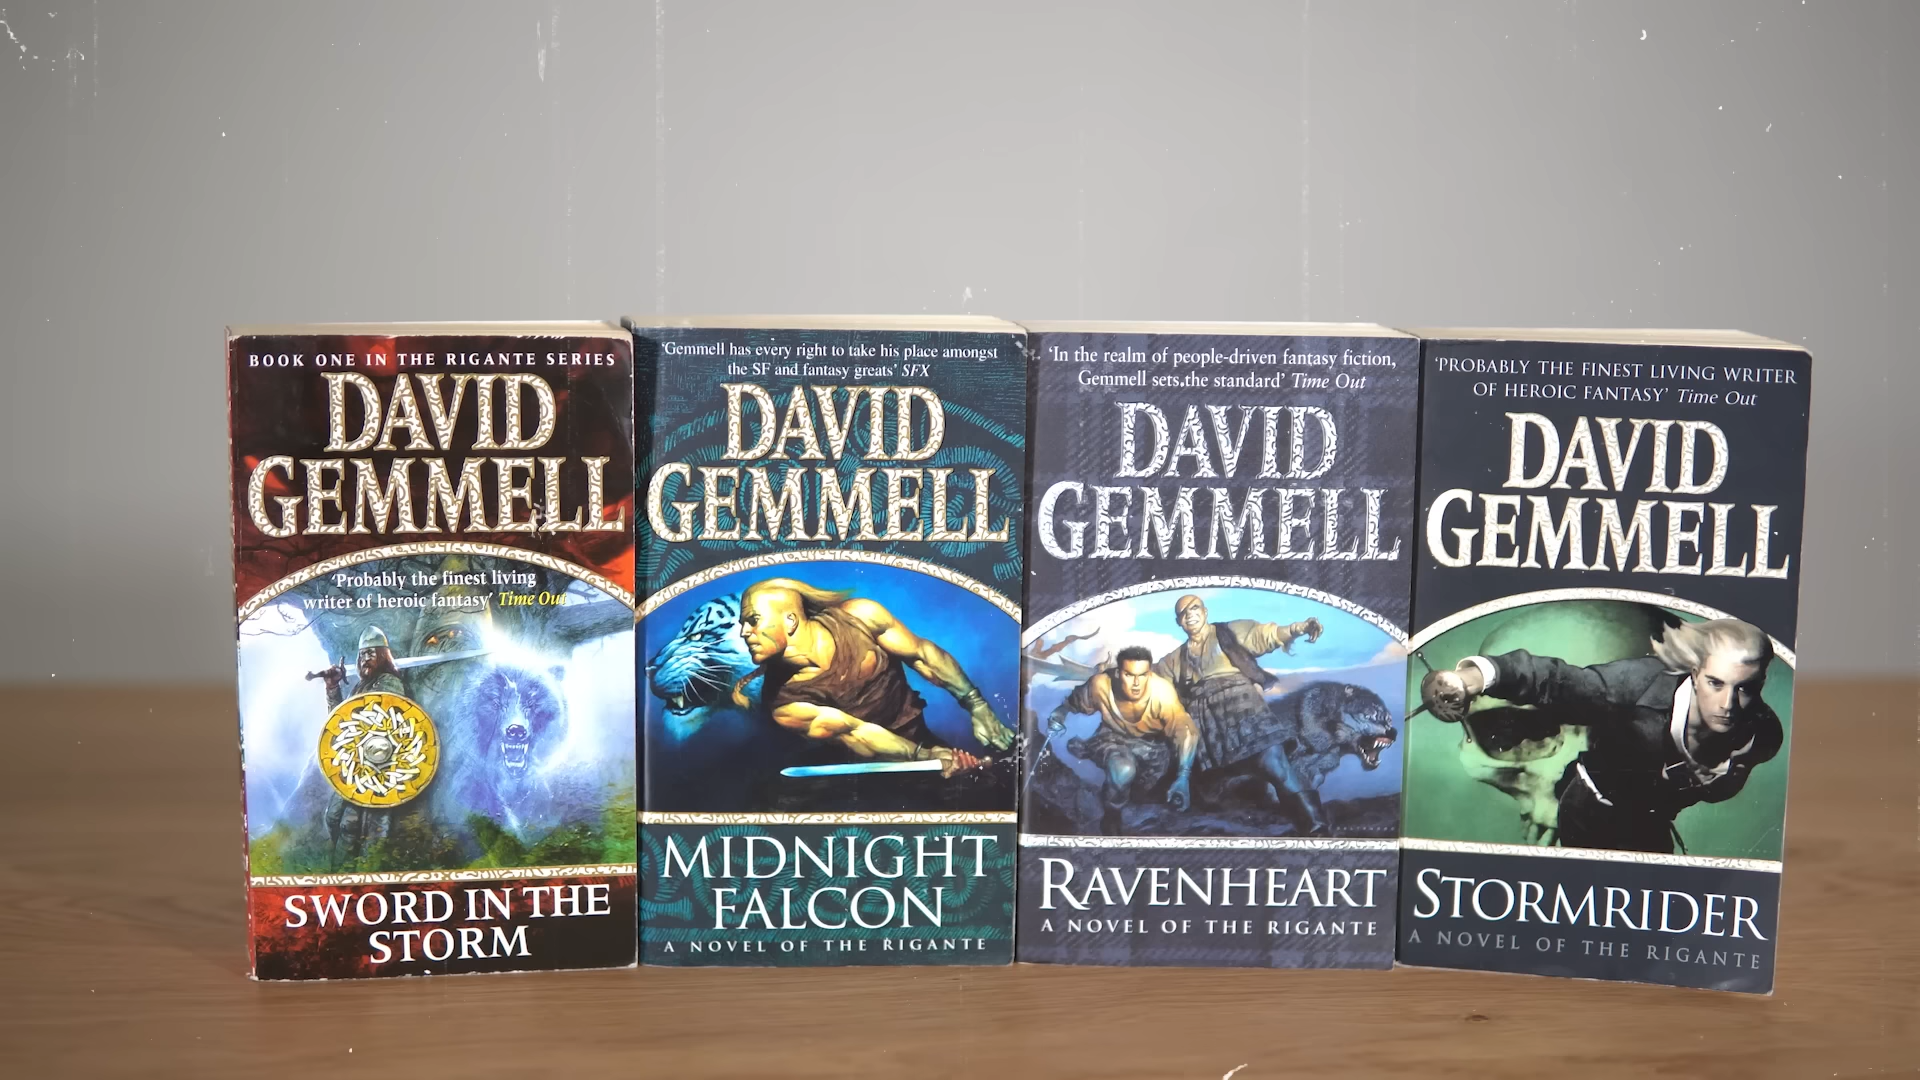 BOOK ONE IN THE RIGANTE SERIES
DAVID
GEMMELL
'Probably the finest living
writer of heroic fantasy' Time Out
SWORD IN THE
STORM
'Gemmell has every right to take his place amongst
the SF and fantasy greats' SFX
DAVID
GEMMELL
MIDNIGHT
FALCON
A NOVEL OF THE RIGANTE
'In the realm of people-driven fantasy fiction,
Gemmell sets the standard' Time Out
DAVID
GEMMELL
RAVENHEART
A NOVEL OF THE RIGANTE
'PROBABLY THE FINEST LIVING WRITER
OF HEROIC FANTASY' Time Out
DAVID
GEMMELL
STORMRIDER
A NOVEL OF THE RIGANTE